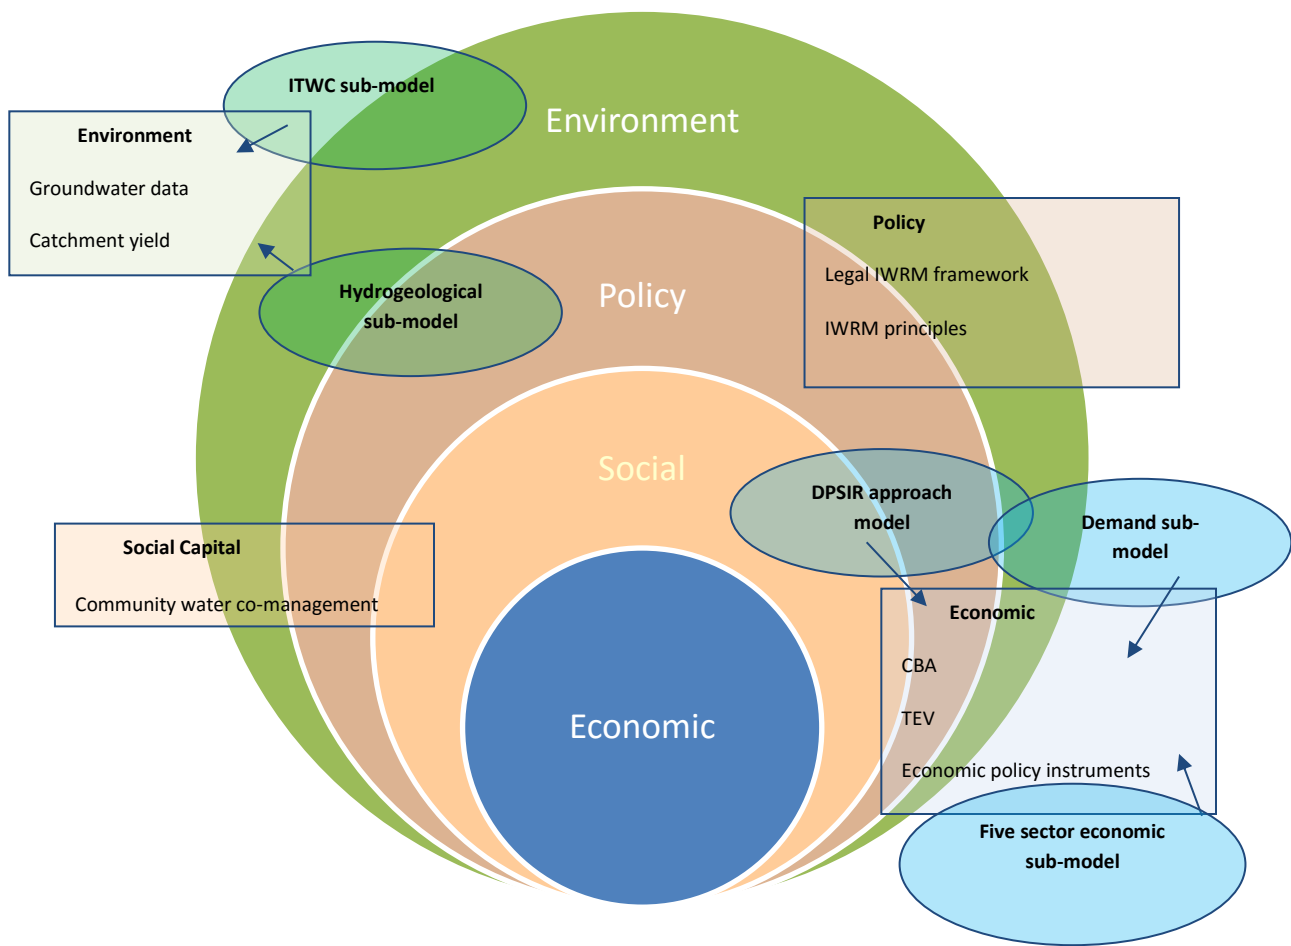 ITWC sub-model
Environment
Environment
Groundwater data
Catchment yield
Policy
Legal IWRM framework
IWRM principles
Hydrogeological
sub-model
Policy
Social
DPSIR approach
model
Demand sub-
model
Social Capital
Community water co-management
Economic
CBA
TEV
Economic policy instruments
Economic
Five sector economic
sub-model